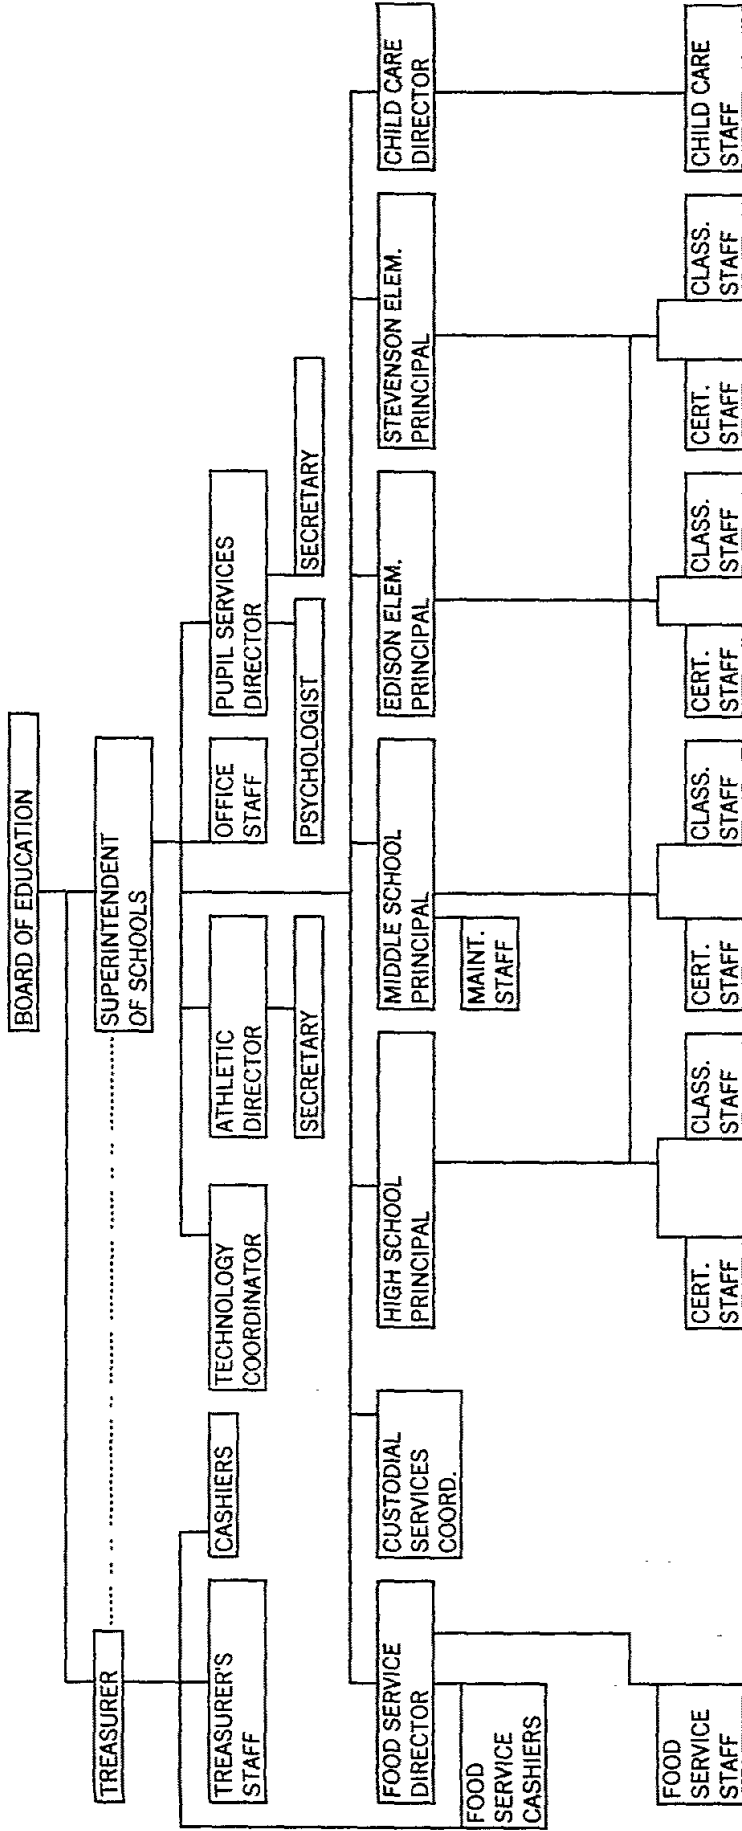 BOARD OF EDUCATION
TREASURER
SUPERINTENDENT
OF SCHOOLS
TREASURER'S
STAFF
CASHIERS
TECHNOLOGY
COORDINATOR
ATHLETIC
DIRECTOR
OFFICE
STAFF
PUPIL SERVICES
DIRECTOR
SECRETARY
PSYCHOLOGIST
SECRETARY
FOOD SERVICE
DIRECTOR
CUSTODIAL
SERVICES
COORD.
HIGH SCHOOL
PRINCIPAL
MIDDLE SCHOOL
PRINCIPAL
EDISON ELEM.
PRINCIPAL
STEVENSON ELEM.
PRINCIPAL
CHILD CARE
DIRECTOR
FOOD
SERVICE
CASHIERS
MAINT.
STAFF
FOOD
SERVICE
STAFF
CERT.
STAFF
CLASS.
STAFF
CERT.
STAFF
CLASS.
STAFF
CERT.
STAFF
CLASS.
STAFF
CERT.
STAFF
CLASS.
STAFF
CHILD CARE
STAFF